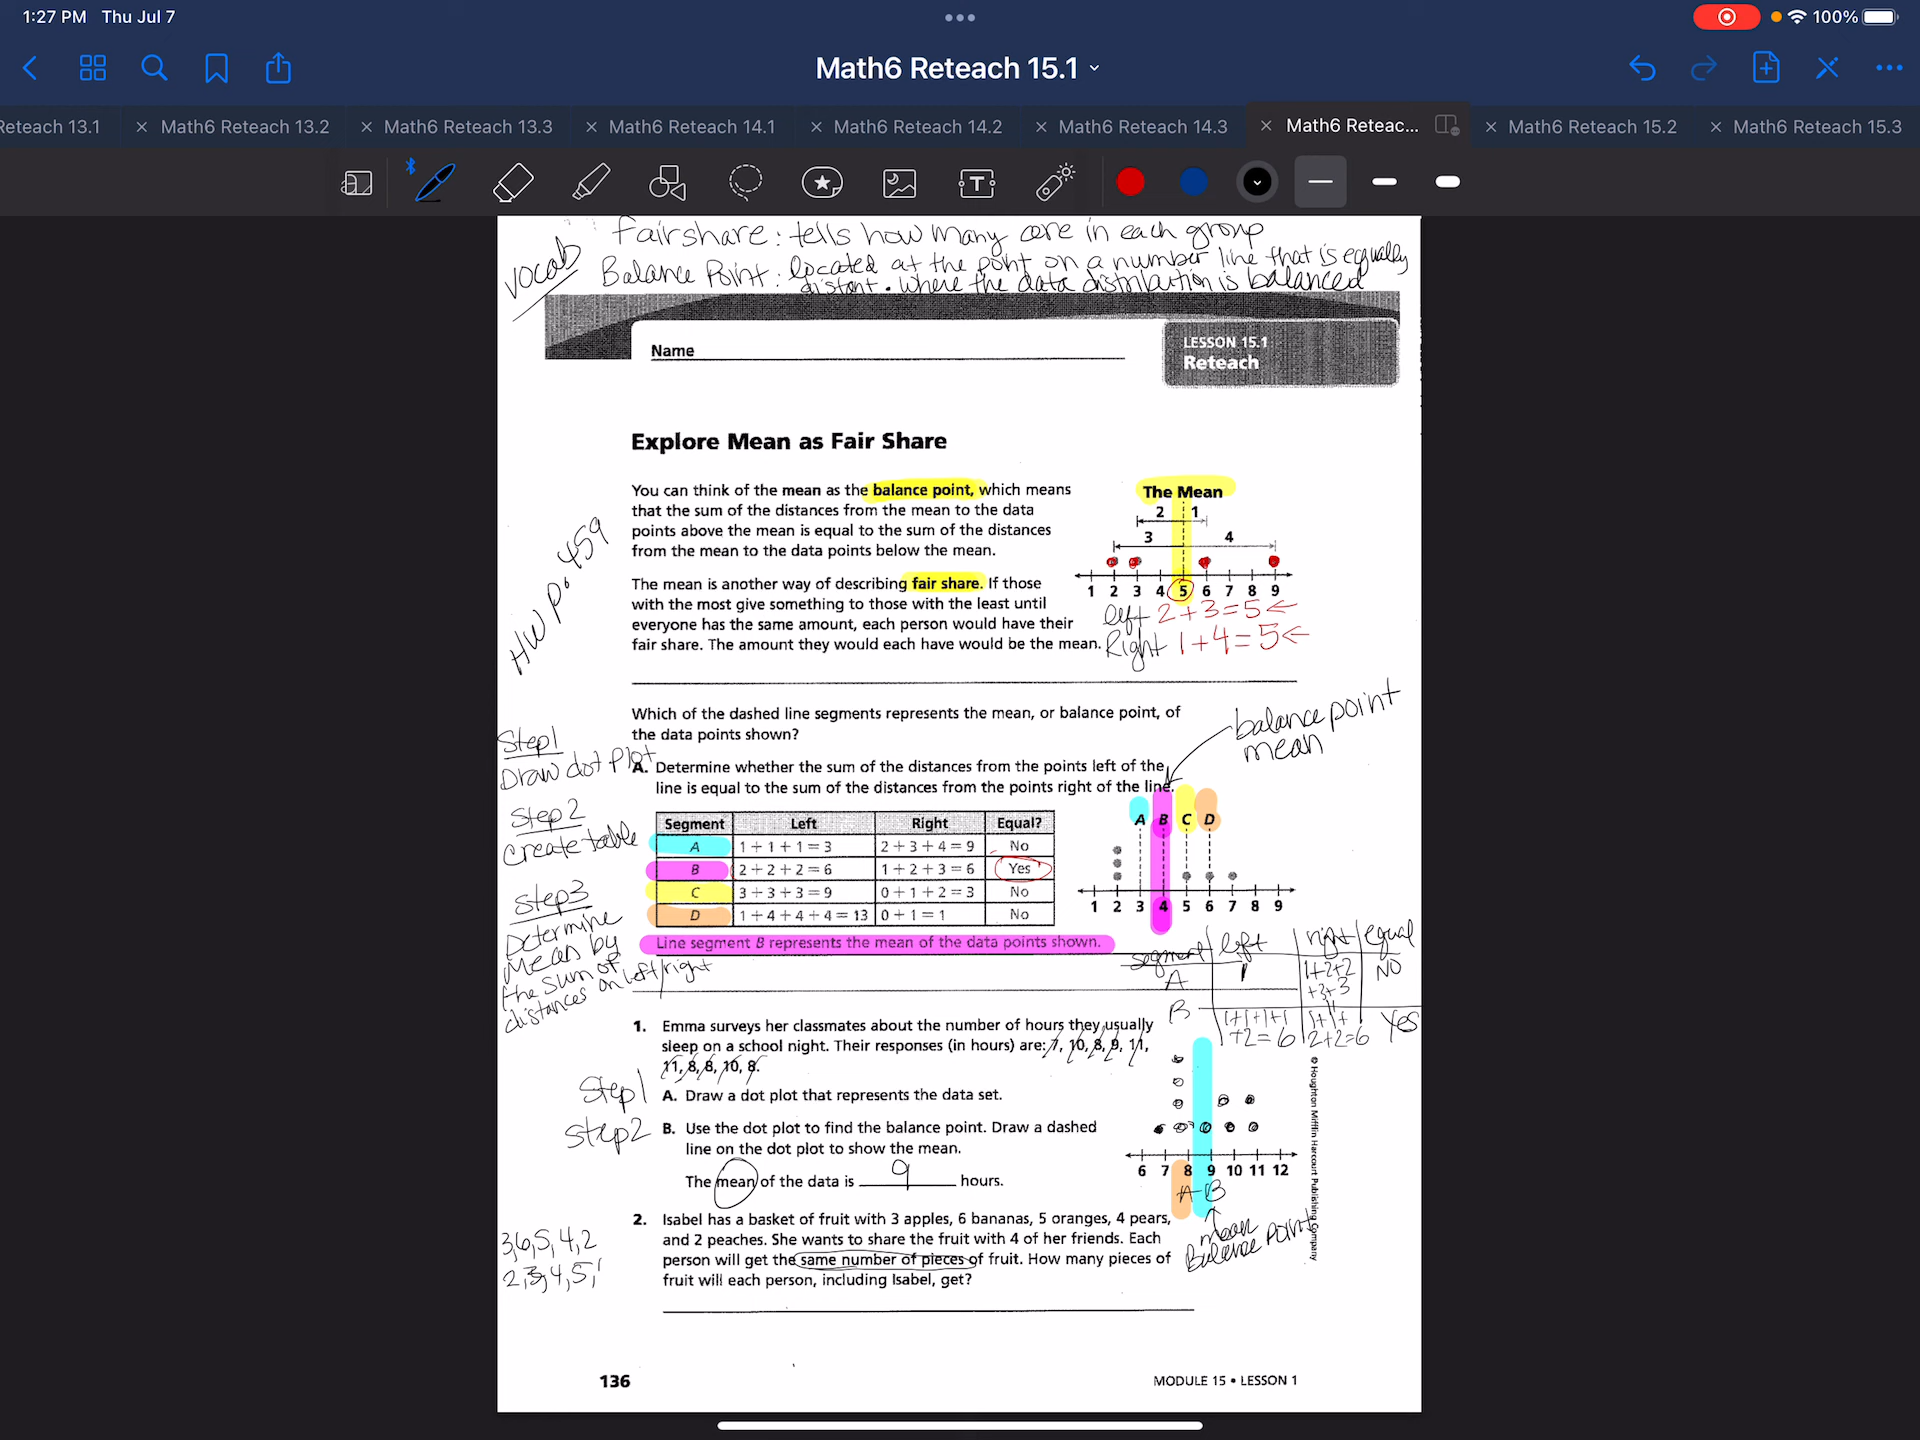 1:27 PM Thu Jul 7
100%
Math6 Reteach 15.1
Reteach 13.1
Math6 Reteach 13.2
Math6 Reteach 13.3
Math6 Reteach 14.1
Math6 Reteach 14.2
Math6 Reteach 14.3
Math6 Reteac...
Math6 Reteach 15.2
Math6 Reteach 15.3
vocab
fairshare: tells how many are in each group
Balance Point: located at the point on a number line that is equally
distant. where the data distribution is balanced
Name
LESSON 15.1
Reteach
Explore Mean as Fair Share
You can think of the mean as the balance point, which means
that the sum of the distances from the mean to the data
points above the mean is equal to the sum of the distances
from the mean to the data points below the mean.
The mean is another way of describing fair share. If those
with the most give something to those with the least until
everyone has the same amount, each person would have their
fair share. The amount they would each have would be the mean.
HW p. 459
The Mean
2 1
3 4
1 2 3 4 5 6 7 8 9
left 2+3=5
Right 1+4=5
Which of the dashed line segments represents the mean, or balance point, of
the data points shown?
balance point
mean
Step 1
Draw dot plot
A. Determine whether the sum of the distances from the points left of the
line is equal to the sum of the distances from the points right of the line.
Step 2
create table
Segment Left Right Equal?
A 1 + 1 + 1 = 3 2 + 3 + 4 = 9 No
B 2 + 2 + 2 = 6 1 + 2 + 3 = 6 Yes
C 3 + 3 + 3 = 9 0 + 1 + 2 = 3 No
D 1 + 4 + 4 + 4 = 13 0 + 1 = 1 No
Line segment B represents the mean of the data points shown.
A B C D
1 2 3 4 5 6 7 8 9
Step 3
Determine
Mean by
the sum of
distances on left/right
segment left right equal
A 1 1+2+2 NO
+3+3
B 1+1+1+1 1+1+ Yes
+2=6 2+2=6
1. Emma surveys her classmates about the number of hours they usually
sleep on a school night. Their responses (in hours) are: 7, 10, 8, 9, 11,
11, 8, 8, 10, 8.
Step 1
A. Draw a dot plot that represents the data set.
Step 2
B. Use the dot plot to find the balance point. Draw a dashed
line on the dot plot to show the mean.
The mean of the data is 9 hours.
6 7 8 9 10 11 12
A B
mean
Balance Point
2. Isabel has a basket of fruit with 3 apples, 6 bananas, 5 oranges, 4 pears,
and 2 peaches. She wants to share the fruit with 4 of her friends. Each
person will get the same number of pieces of fruit. How many pieces of
fruit will each person, including Isabel, get?
3,6,5,4,2
2,3,4,5,
© Houghton Mifflin Harcourt Publishing Company
136
MODULE 15 • LESSON 1